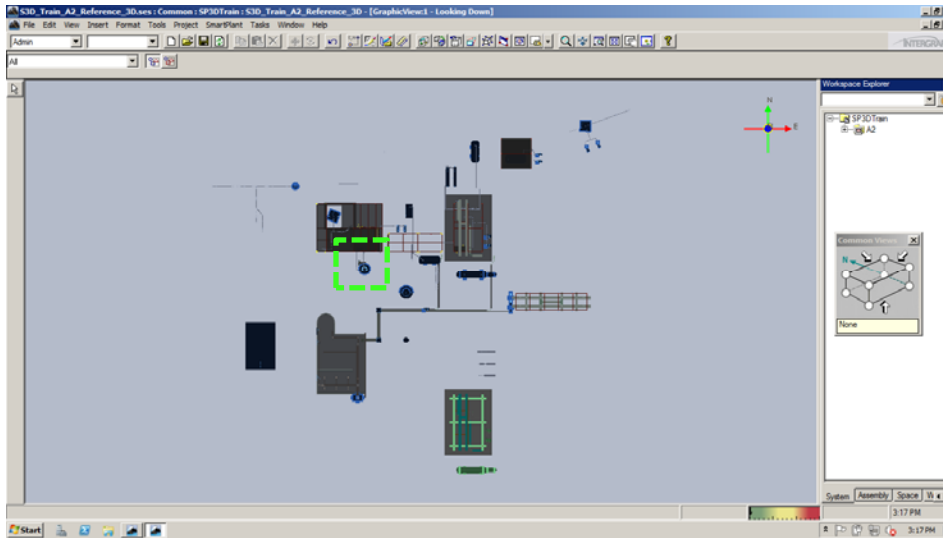 S3D_Train_A2_Reference_3D.ses : Common : SP3DTrain : S3D_Train_A2_Reference_3D - [GraphicView:1 - Looking Down]
File Edit View Insert Format Tools Project SmartPlant Tasks Window Help
Admin
INTERGRA
All
Workspace Explorer
SP3DTrain
A2
N
E
Common Views
N
None
System Assembly Space W
3:17 PM
Start
3:17 PM